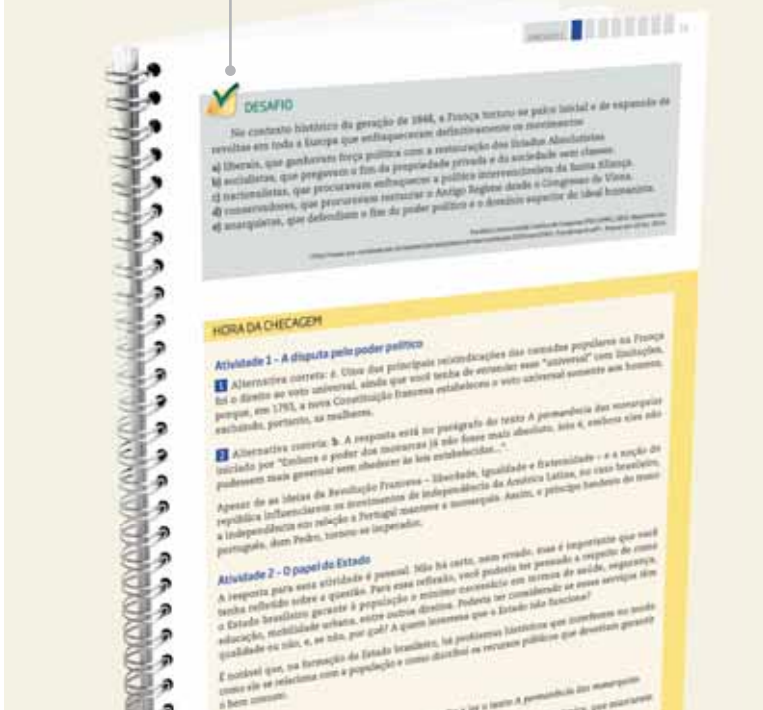 DESAFIO
No contexto histórico da geração de 1848, a França tornou-se palco inicial e de expansão de
revoltas em toda a Europa que enfraqueceram definitivamente os movimentos
a) liberais, que ganhavam força política com a restauração dos Estados Absolutistas.
b) socialistas, que pregavam o fim da propriedade privada e da sociedade sem classes.
c) nacionalistas, que procuravam enfraquecer a política intervencionista da Santa Aliança.
d) conservadores, que procuravam restaurar o Antigo Regime desde o Congresso de Viena.
e) anarquistas, que defendiam o fim do poder político e o domínio superior do ideal humanista.
HORA DA CHECAGEM
Atividade 1 – A disputa pelo poder político
1 Alternativa correta: c. Uma das principais reivindicações das camadas populares na França
foi o direito ao voto universal, ainda que você tenha de entender esse "universal" com limitações,
porque, em 1793, a nova Constituição francesa estabeleceu o voto universal somente aos homens,
excluindo, portanto, as mulheres.
2 Alternativa correta: b. A resposta está no parágrafo do texto A permanência das monarquias
iniciado por "Embora o poder dos monarcas já não fosse mais absoluto, isto é, embora eles não
pudessem mais governar sem obedecer às leis estabelecidas...".
Apesar de as ideias da Revolução Francesa – liberdade, igualdade e fraternidade – e a noção de
república influenciarem os movimentos de independência da América Latina, no caso brasileiro,
a independência em relação a Portugal manteve a monarquia. Assim, o príncipe herdeiro do trono
português, dom Pedro, tornou-se imperador.
Atividade 2 – O papel do Estado
A resposta para essa atividade é pessoal. Não há certo, nem errado, mas é importante que você
tenha refletido sobre a questão. Para essa reflexão, você poderia ter pensado a respeito de como
o Estado brasileiro garante à população o mínimo necessário em termos de saúde, segurança,
educação, mobilidade urbana, entre outros direitos. Poderia ter considerado se esses serviços têm
qualidade ou não, e, se não, por quê? A quem interessa que o Estado não funcione?
É notável que, na formação do Estado brasileiro, há problemas históricos que interferem no modo
como ele se relaciona com a população e como distribui os recursos públicos que deveriam garantir
o bem comum.
o texto A permanência das monarquias